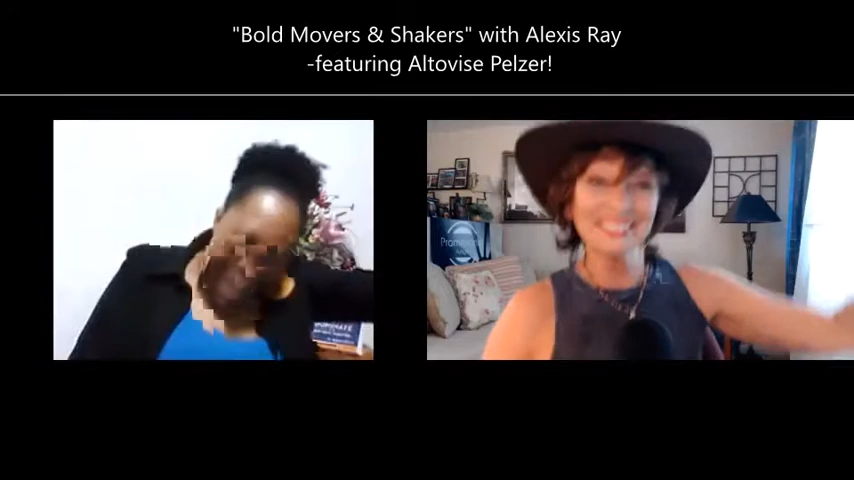 "Bold Movers & Shakers" with Alexis Ray
-featuring Altovise Pelzer!